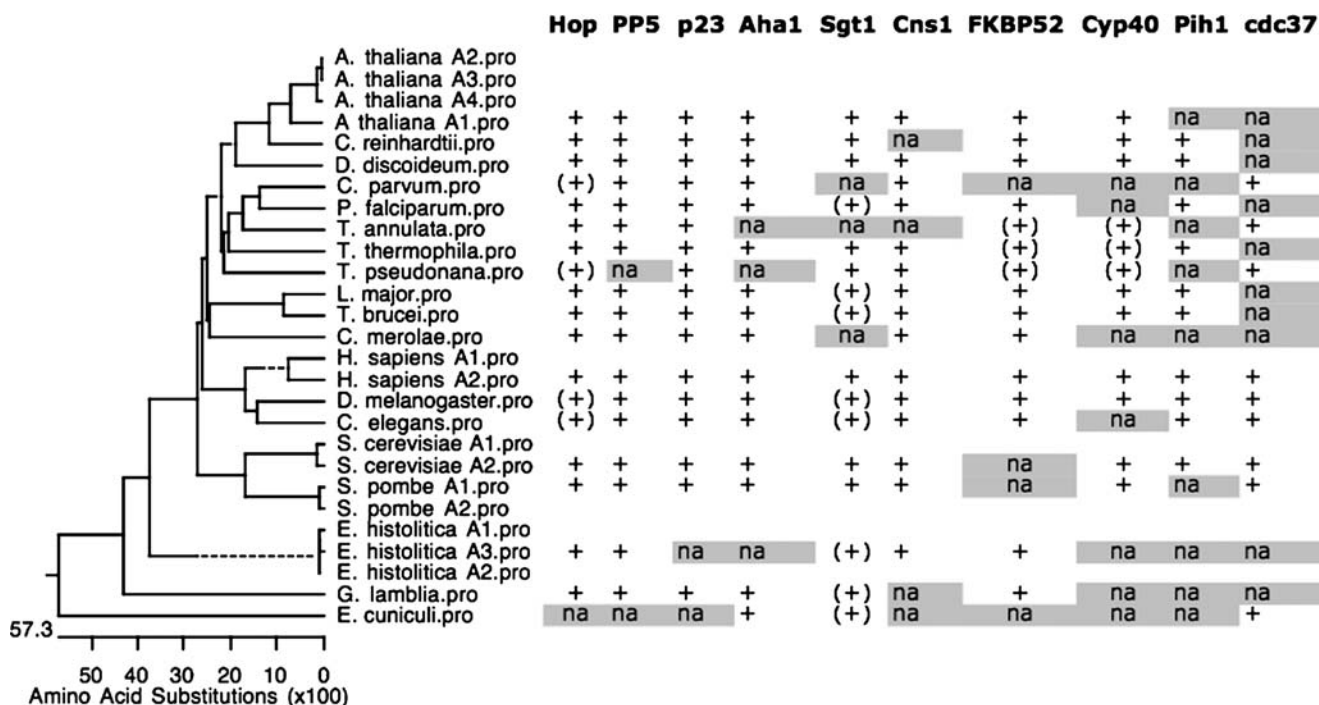 Hop PP5 p23 Aha1 Sgt1 Cns1 FKBP52 Cyp40 Pih1 cdc37
A. thaliana A2.pro
A. thaliana A3.pro
A. thaliana A4.pro
A thaliana A1.pro + + + + + + + + na na
C. reinhardtii.pro + + + + + na + + + na
D. discoideum.pro + + + + + + + + + na
C. parvum.pro (+) + + + na + na na na +
P. falciparum.pro + + + + (+) + + na + na
T. annulata.pro + + + na na na (+) (+) na +
T. thermophila.pro + + + + + + (+) (+) + na
T. pseudonana.pro (+) na + na + + (+) (+) na +
L. major.pro + + + + (+) + + + + na
T. brucei.pro + + + + (+) + + + + na
C. merolae.pro + + + + na + + na na na
H. sapiens A1.pro
H. sapiens A2.pro + + + + + + + + + +
D. melanogaster.pro (+) + + + (+) + + + + +
C. elegans.pro (+) + + + (+) + + na + +
S. cerevisiae A1.pro
S. cerevisiae A2.pro + + + + + + na + + +
S. pombe A1.pro + + + + + + na + na +
S. pombe A2.pro
E. histolitica A1.pro
E. histolitica A3.pro + + na na (+) + + na na na
E. histolitica A2.pro
G. lamblia.pro + + + + (+) na + na na na
E. cuniculi.pro na na na + (+) na na na na +
57.3
50 40 30 20 10 0
Amino Acid Substitutions (x100)